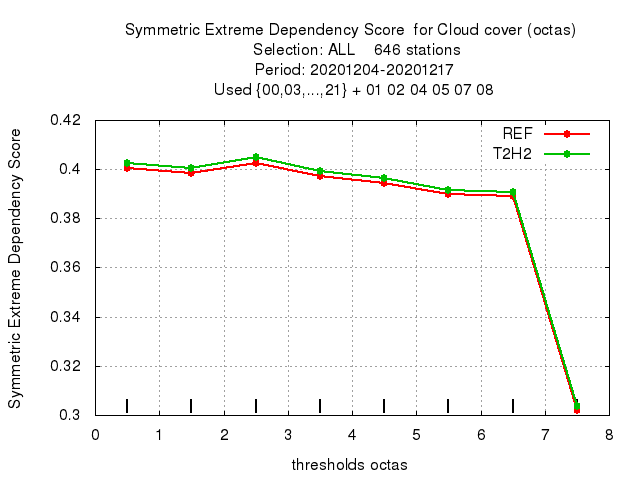 Symmetric Extreme Dependency Score  for Cloud cover (octas)
Selection: ALL    646 stations
Period: 20201204-20201217
Used {00,03,...,21} + 01 02 04 05 07 08
Symmetric Extreme Dependency Score
0.42
0.4
0.38
0.36
0.34
0.32
0.3
REF
T2H2
0 1 2 3 4 5 6 7 8
thresholds octas